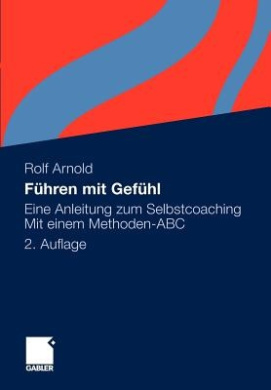 Rolf Arnold
Führen mit Gefühl
Eine Anleitung zum Selbstcoaching
Mit einem Methoden-ABC
2. Auflage
GABLER